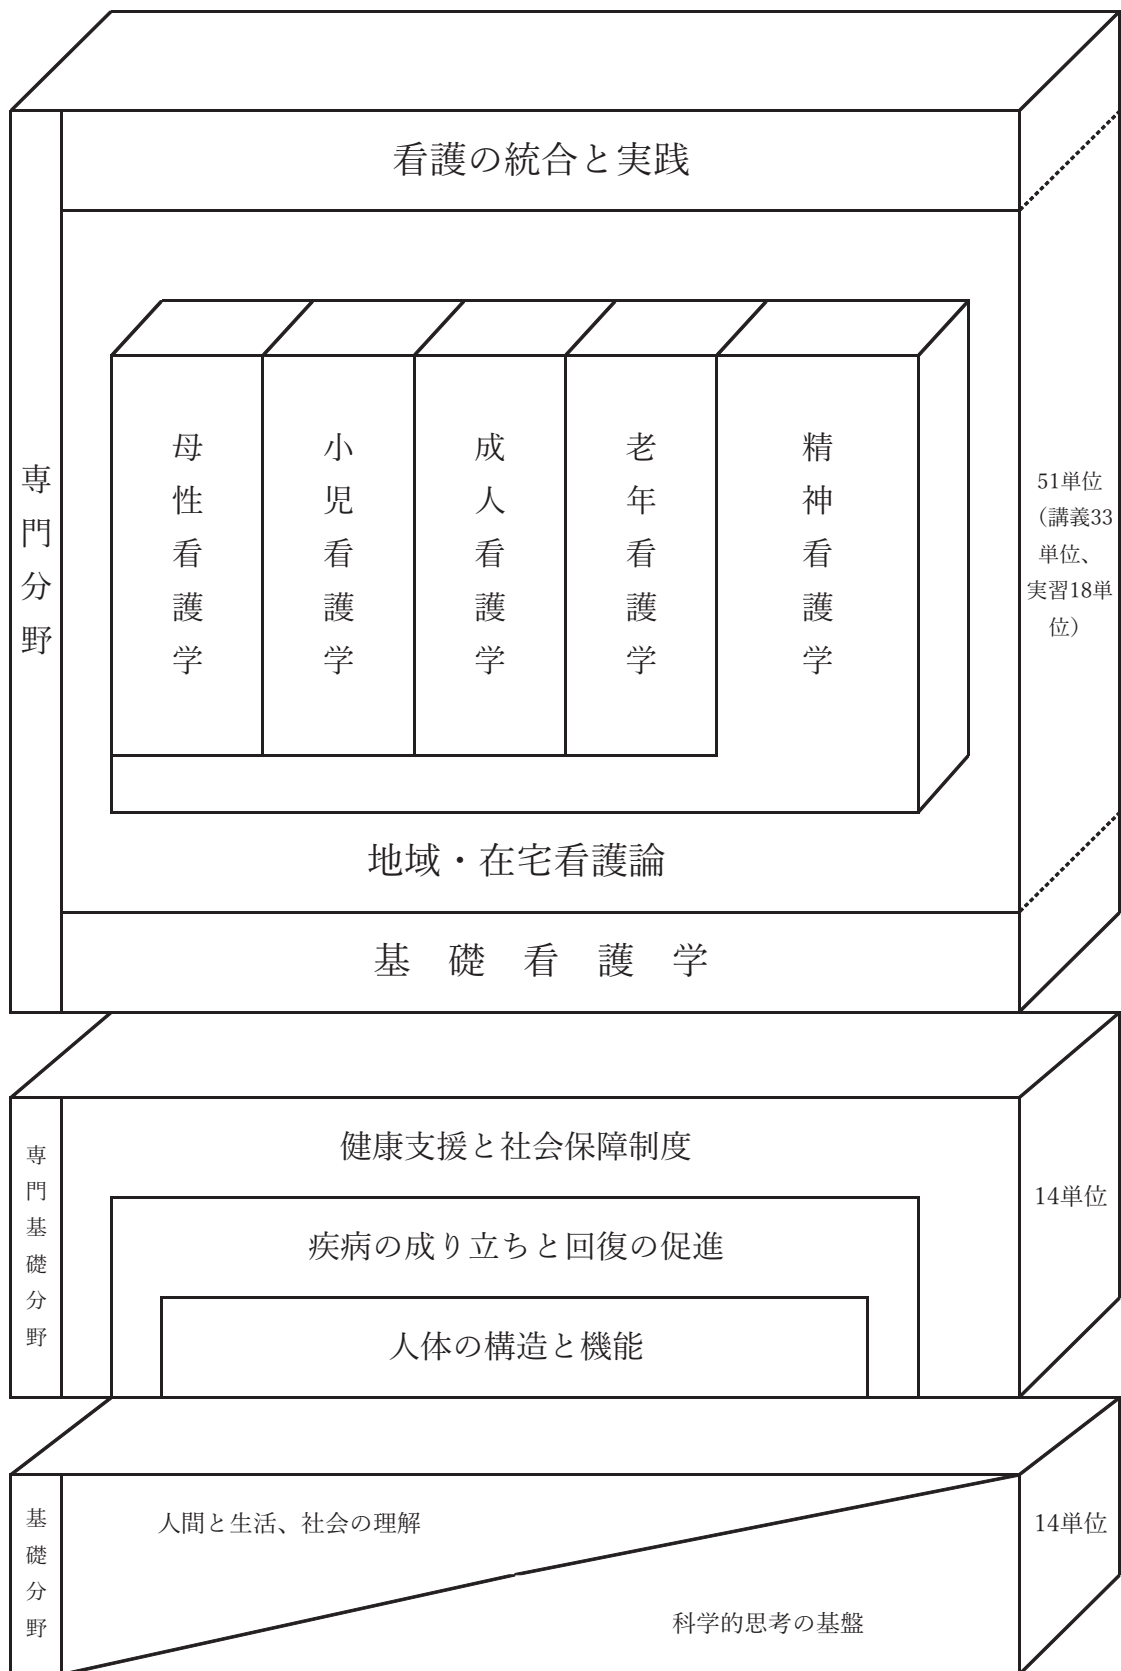 看護の統合と実践
専門分野
母性看護学
小児看護学
成人看護学
老年看護学
精神看護学
51単位
（講義33
単位、
実習18単
位）
地域・在宅看護論
基 礎 看 護 学
健康支援と社会保障制度
専門基礎分野
14単位
疾病の成り立ちと回復の促進
人体の構造と機能
基礎分野
人間と生活、社会の理解
14単位
科学的思考の基盤